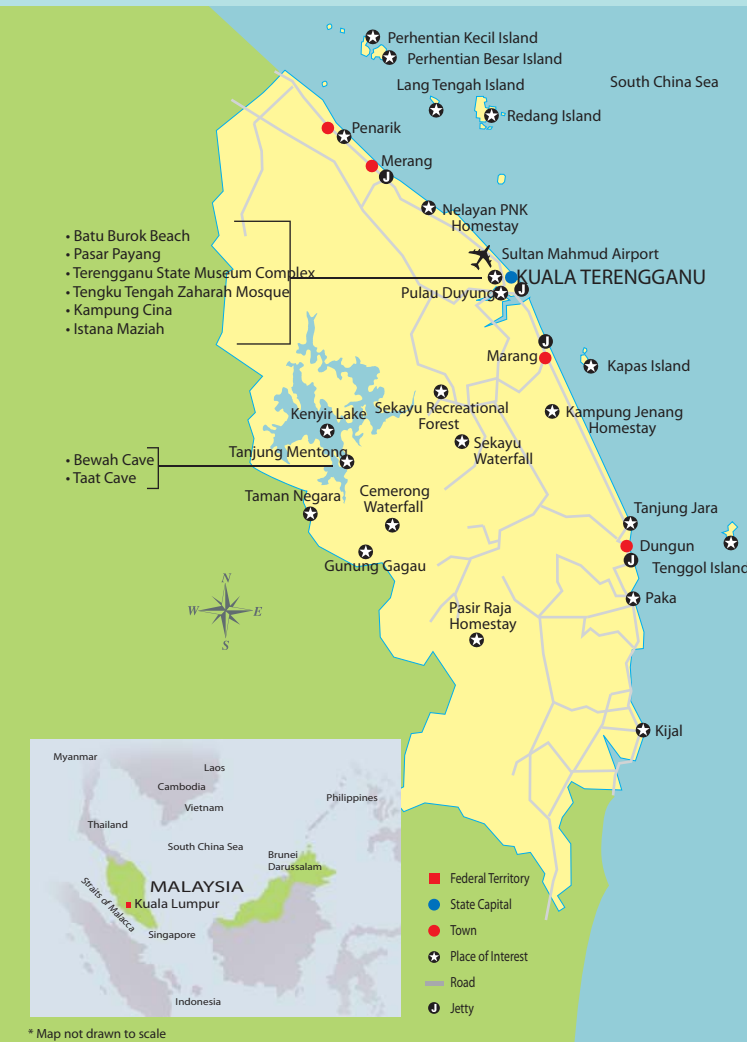 Perhentian Kecil Island
Perhentian Besar Island
Lang Tengah Island
South China Sea
Redang Island
Penarik
Merang
J
Nelayan PNK
Homestay
• Batu Burok Beach
• Pasar Payang
• Terengganu State Museum Complex
• Tengku Tengah Zaharah Mosque
• Kampung Cina
• Istana Maziah
Sultan Mahmud Airport
KUALA TERENGGANU
Pulau Duyung
J
J
Marang
Kapas Island
Kenyir Lake
Sekayu Recreational
Forest
Kampung Jenang
Homestay
Sekayu
Waterfall
• Bewah Cave
• Taat Cave
Tanjung Mentong
Taman Negara
Cemerong
Waterfall
Tanjung Jara
Dungun
J
Tenggol Island
Gunung Gagau
Paka
Pasir Raja
Homestay
N
W
E
S
Kijal
Myanmar
Laos
Cambodia
Vietnam
Philippines
Thailand
South China Sea
Brunei
Darussalam
MALAYSIA
Straits of Malacca
Kuala Lumpur
Singapore
Indonesia
Federal Territory
State Capital
Town
Place of Interest
Road
J Jetty
* Map not drawn to scale